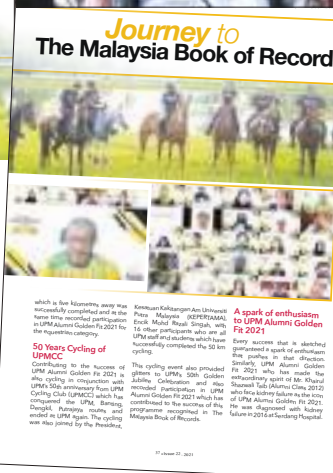 Journey to
The Malaysia Book of Record
which is five kilometres away was
successfully completed and at the
same time recorded participation
in UPM Alumni Golden Fit 2021 for
the equestrian category.
50 Years Cycling of
UPMCC
Contributing to the success of
UPM Alumni Golden Fit 2021 is
also cycling in conjunction with
UPM's 50th anniversary from UPM
Cycling Club (UPMCC) which has
conquered the UPM, Bangi,
Dengkil, Putrajaya routes and
ended at UPM again. The cycling
was also joined by the President,
Kesatuan Kakitangan Am Universiti
Putra Malaysia (KEPERTAMA),
Encik Mohd Razali Singah, with
16 other participants who are all
UPM staff and students which have
successfully completed the 50 km
cycling.
This cycling event also provided
glitters to UPM's 50th Golden
Jubilee Celebration and also
recorded participation in UPM
Alumni Golden Fit 2021 which has
contributed to the success of this
programme recognised in The
Malaysia Book of Records.
A spark of enthusiasm
to UPM Alumni Golden
Fit 2021
Every success that is sketched
guaranteed a spark of enthusiasm
that pushes in that direction.
Similarly, UPM Alumni Golden
Fit 2021 who has made the
extraordinary spirit of Mr. Khairul
Shazwan Taib (Alumni Class 2012)
who face kidney failure as the icon
of UPM Alumni Golden Fit 2021.
He was diagnosed with kidney
failure in 2016 at Serdang Hospital.
2021